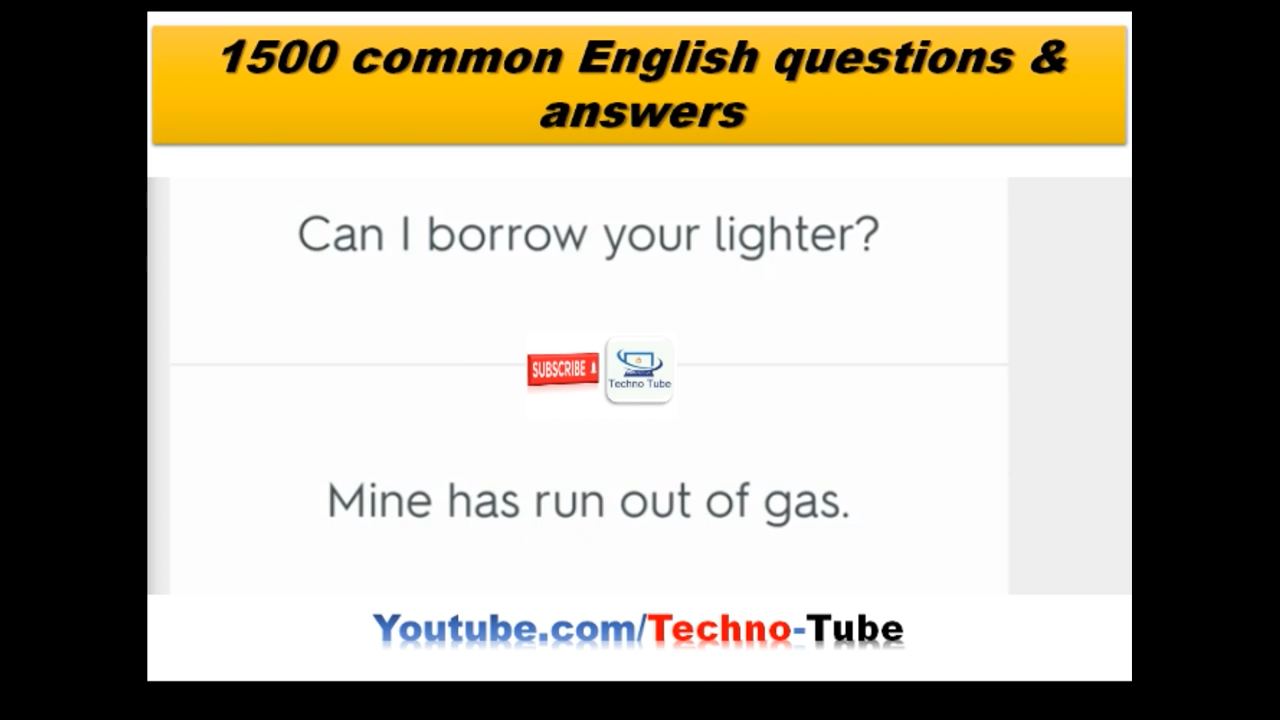 1500 common English questions &
answers
Can I borrow your lighter?
SUBSCRIBE
Techno Tube
Mine has run out of gas.
Youtube.com/Techno-Tube